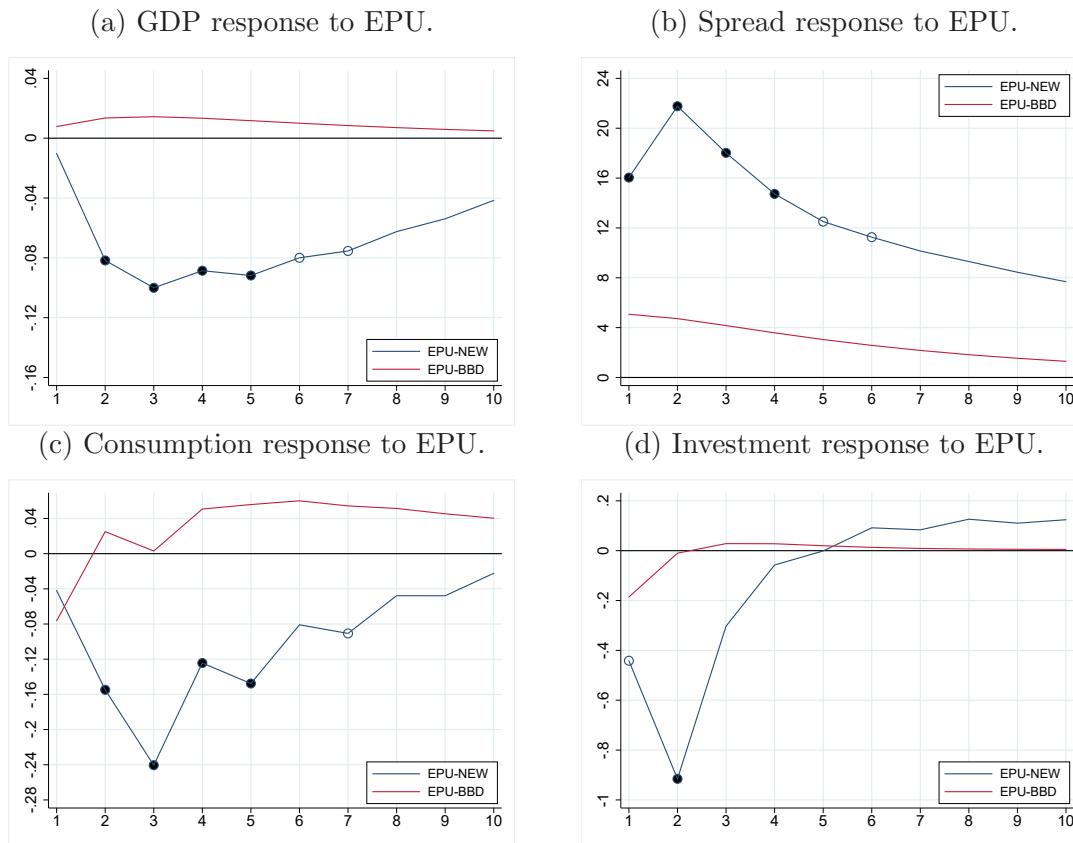 (a) GDP response to EPU.
.04
0
-.04
-.08
-.12
-.16
1 2 3 4 5 6 7 8 9 10
EPU-NEW
EPU-BBD
(b) Spread response to EPU.
24
20
16
12
8
4
0
1 2 3 4 5 6 7 8 9 10
EPU-NEW
EPU-BBD
(c) Consumption response to EPU.
.04
0
-.04
-.08
-.12
-.16
-.2
-.24
-.28
1 2 3 4 5 6 7 8 9 10
EPU-NEW
EPU-BBD
(d) Investment response to EPU.
.2
0
-.2
-.4
-.6
-.8
-1
1 2 3 4 5 6 7 8 9 10
EPU-NEW
EPU-BBD